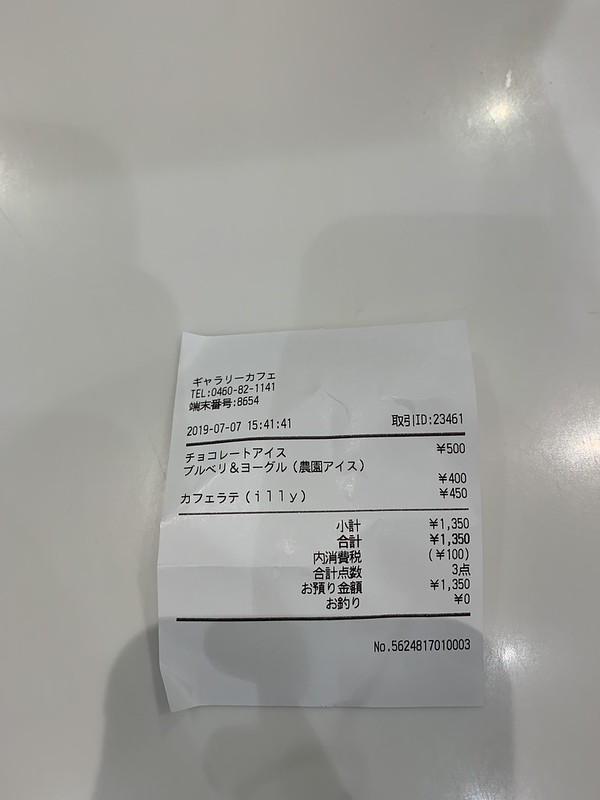 ギャラリーカフェ
TEL:0460-82-1141
端末番号:8654
2019-07-07 15:41:41 取引ID:23461
チョコレートアイス ¥500
ブルベリ&ヨーグル(農園アイス)
¥400
カフェラテ(illy) ¥450
小計 ¥1,350
合計 ¥1,350
内消費税 (¥100)
合計点数 3点
お預り金額 ¥1,350
お釣り ¥0
No.5624817010003